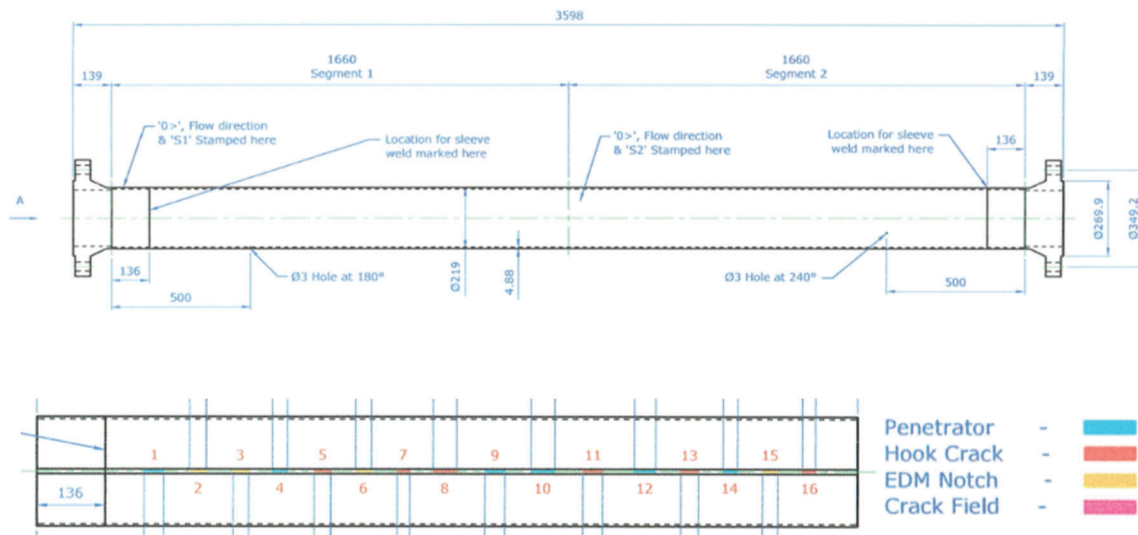 3598
1660
Segment 1
1660
Segment 2
139
139
'0>', Flow direction
& 'S1' Stamped here
Location for sleeve
weld marked here
'0>', Flow direction
& 'S2' Stamped here
Location for sleeve
weld marked here
136
A
Ø269.9
Ø349.2
136
Ø3 Hole at 180°
Ø219
4.88
Ø3 Hole at 240°
500
500
1 3 5 7 9 11 13 15
2 4 6 8 10 12 14 16
136
Penetrator -
Hook Crack -
EDM Notch -
Crack Field -